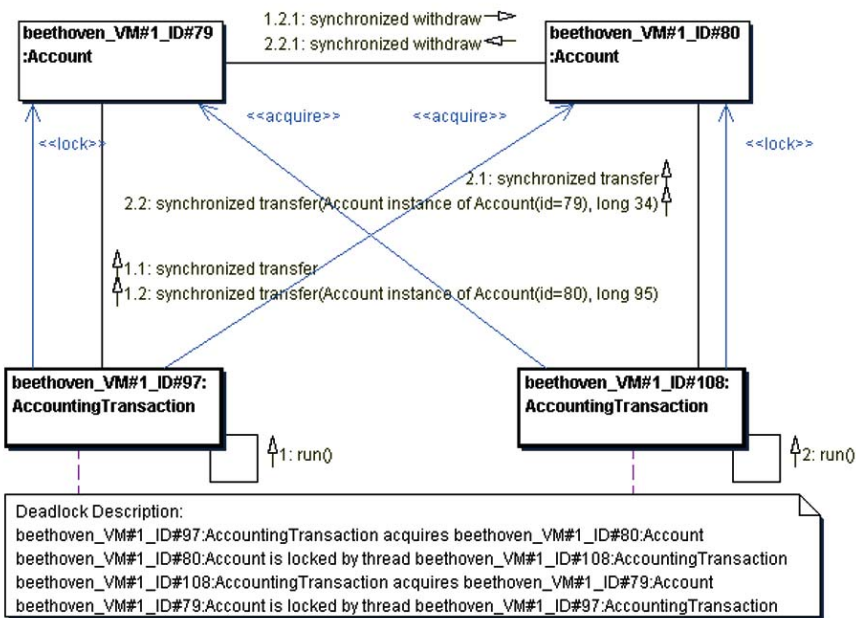 1.2.1: synchronized withdraw
2.2.1: synchronized withdraw
beethoven_VM#1_ID#79
:Account
beethoven_VM#1_ID#80
:Account
<<acquire>>
<<acquire>>
<<lock>>
<<lock>>
2.1: synchronized transfer
2.2: synchronized transfer(Account instance of Account(id=79), long 34)
1.1: synchronized transfer
1.2: synchronized transfer(Account instance of Account(id=80), long 95)
beethoven_VM#1_ID#97:
AccountingTransaction
beethoven_VM#1_ID#108:
AccountingTransaction
1: run()
2: run()
Deadlock Description:
beethoven_VM#1_ID#97:AccountingTransaction acquires beethoven_VM#1_ID#80:Account
beethoven_VM#1_ID#80:Account is locked by thread beethoven_VM#1_ID#108:AccountingTransaction
beethoven_VM#1_ID#108:AccountingTransaction acquires beethoven_VM#1_ID#79:Account
beethoven_VM#1_ID#79:Account is locked by thread beethoven_VM#1_ID#97:AccountingTransaction